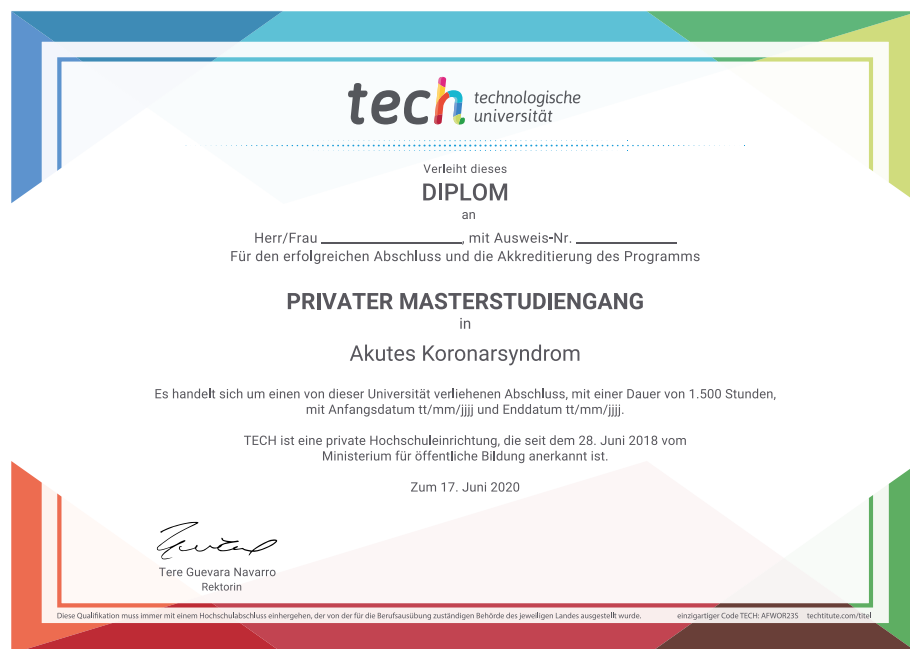 tech technologische
universität
Verleiht dieses
DIPLOM
an
Herr/Frau ____________________, mit Ausweis-Nr. ______________
Für den erfolgreichen Abschluss und die Akkreditierung des Programms
PRIVATER MASTERSTUDIENGANG
in
Akutes Koronarsyndrom
Es handelt sich um einen von dieser Universität verliehenen Abschluss, mit einer Dauer von 1.500 Stunden,
mit Anfangsdatum tt/mm/jjjj und Enddatum tt/mm/jjjj.
TECH ist eine private Hochschuleinrichtung, die seit dem 28. Juni 2018 vom
Ministerium für öffentliche Bildung anerkannt ist.
Zum 17. Juni 2020
Tere Guevara Navarro
Rektorin
Diese Qualifikation muss immer mit einem Hochschulabschluss einhergehen, der von der für die Berufsausübung zuständigen Behörde des jeweiligen Landes ausgestellt wurde. einzigartiger Code TECH: AFWOR23S techtitute.com/titel